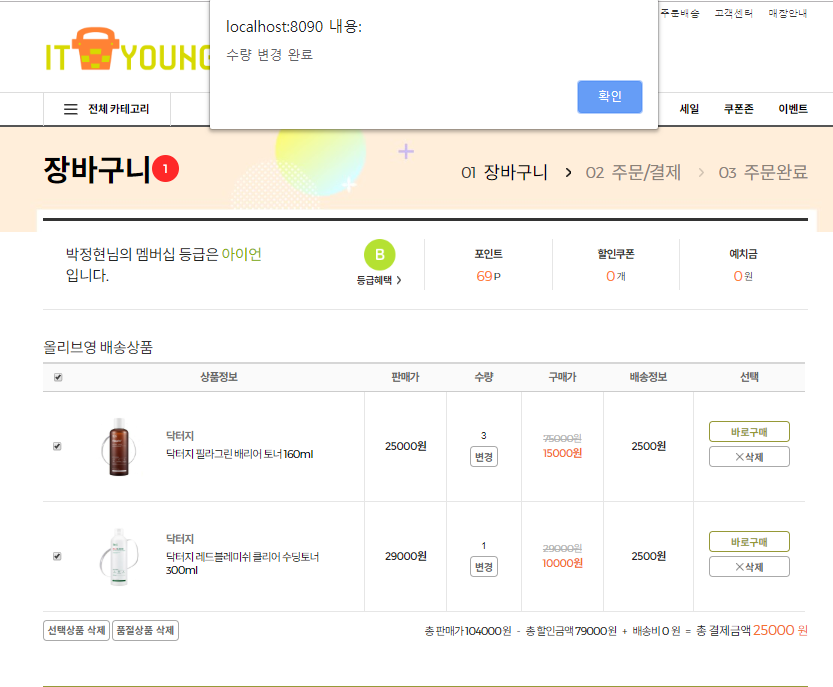 localhost:8090 내용:
수량 변경 완료
확인
주문배송 고객센터 매장안내
IT YOUNG
전체 카테고리
세일 쿠폰존 이벤트
장바구니 1
01 장바구니 > 02 주문/결제 > 03 주문완료
박정현님의 멤버십 등급은 아이언
입니다.
B
등급혜택 >
포인트
69 P
할인쿠폰
0 개
예치금
0 원
올리브영 배송상품
상품정보 판매가 수량 구매가 배송정보 선택
닥터지
닥터지 필라그린 배리어 토너 160ml
25000원
3
변경
75000원
15000원
2500원
바로구매
×삭제
닥터지
닥터지 레드블레미쉬 클리어 수딩토너
300ml
29000원
1
변경
29000원
10000원
2500원
바로구매
×삭제
선택상품 삭제 품절상품 삭제
총 판매가 104000원 - 총 할인금액 79000원 + 배송비 0 원 = 총 결제금액 25000 원